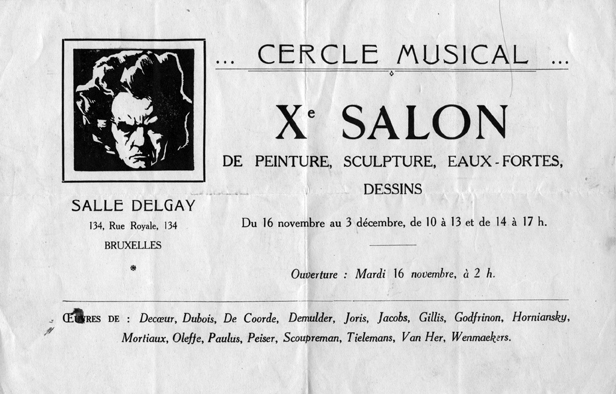 ... CERCLE MUSICAL ...
Xe SALON
DE PEINTURE, SCULPTURE, EAUX-FORTES,
DESSINS
SALLE DELGAY
134, Rue Royale, 134
BRUXELLES
*
Du 16 novembre au 3 décembre, de 10 à 13 et de 14 à 17 h.
Ouverture : Mardi 16 novembre, à 2 h.
ŒUVRES DE : Decœur, Dubois, De Coorde, Demulder, Joris, Jacobs, Gillis, Godfrinon, Horniansky,
Mortiaux, Oleffe, Paulus, Peiser, Scoupreman, Tielemans, Van Her, Wenmaekers.